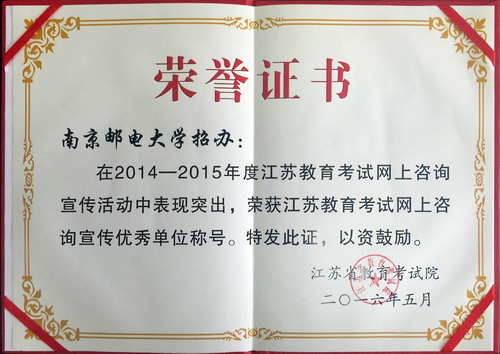 荣誉证书
南京邮电大学招办：
在2014—2015年度江苏教育考试网上咨询
宣传活动中表现突出，荣获江苏教育考试网上咨
询宣传优秀单位称号。特发此证，以资鼓励。
江苏省教育考试院
二〇一六年五月